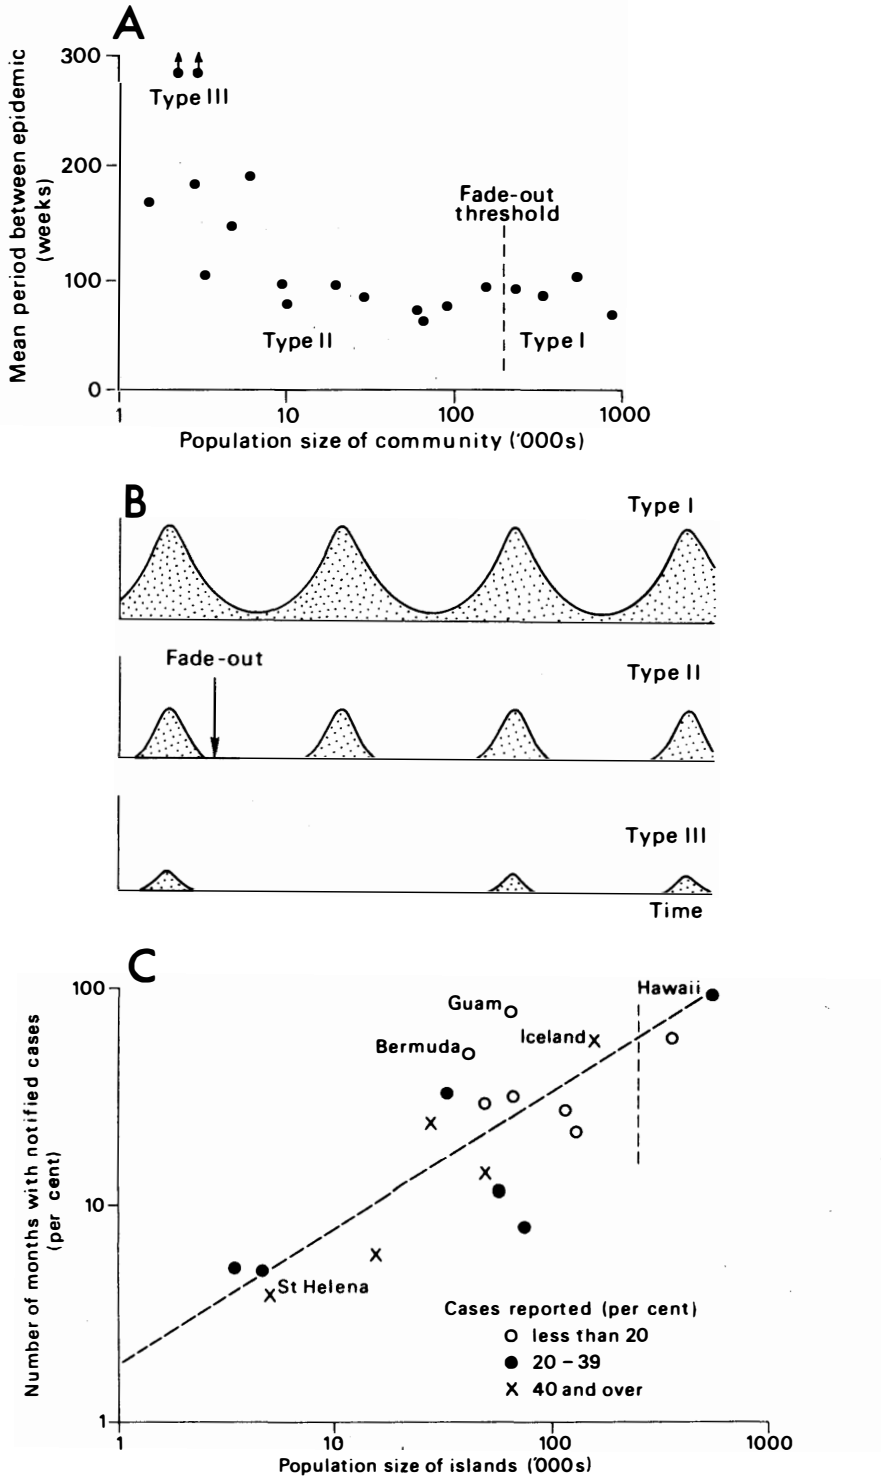 A
300
Type III
200
Fade-out
threshold
100
Type II
Type I
0
Mean period between epidemic
(weeks)
1
10
100
1000
Population size of community ('000s)
B
Type I
Fade-out
Type II
Type III
Time
C
100
Hawaii
Guam
Iceland
Bermuda
10
St Helena
Number of months with notified cases
(per cent)
Cases reported (per cent)
less than 20
20 – 39
40 and over
1
1
10
100
1000
Population size of islands ('000s)